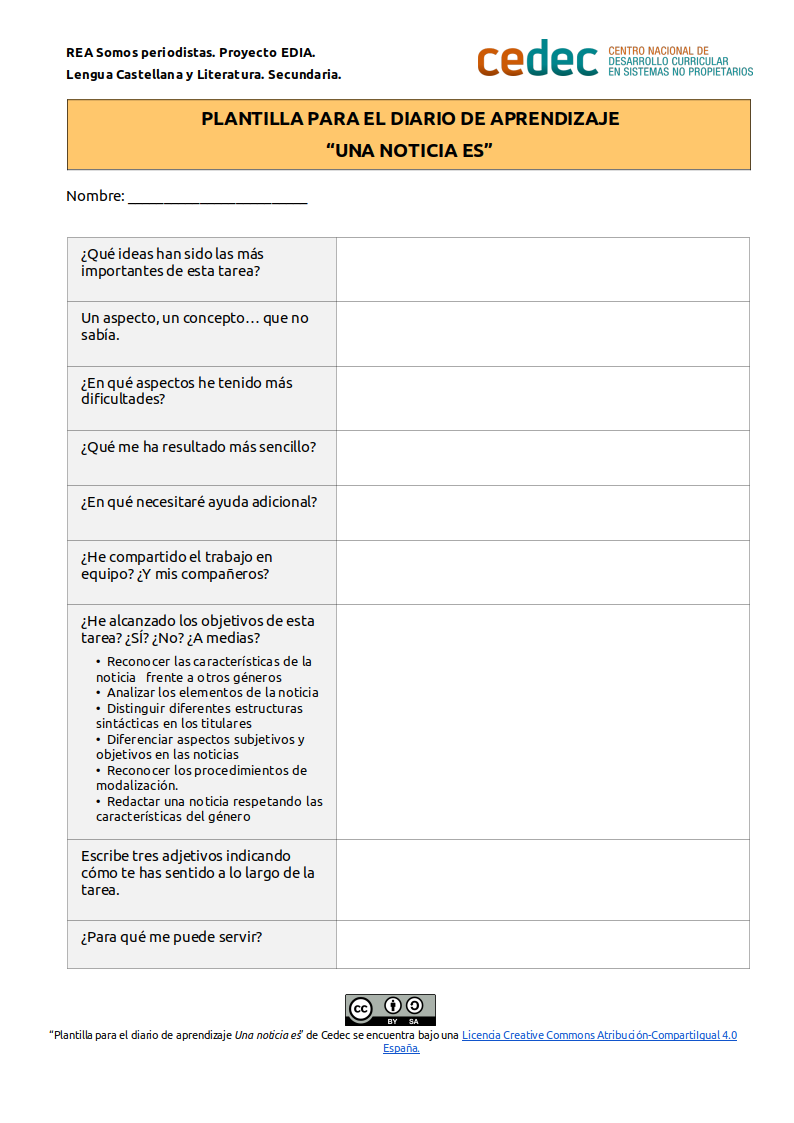 REA Somos periodistas. Proyecto EDIA.
Lengua Castellana y Literatura. Secundaria.
cedec
CENTRO NACIONAL DE
DESARROLLO CURRICULAR
EN SISTEMAS NO PROPIETARIOS
PLANTILLA PARA EL DIARIO DE APRENDIZAJE
“UNA NOTICIA ES”
Nombre: ________________________
¿Qué ideas han sido las más
importantes de esta tarea?
Un aspecto, un concepto… que no
sabía.
¿En qué aspectos he tenido más
dificultades?
¿Qué me ha resultado más sencillo?
¿En qué necesitaré ayuda adicional?
¿He compartido el trabajo en
equipo? ¿Y mis compañeros?
¿He alcanzado los objetivos de esta
tarea? ¿SÍ? ¿No? ¿A medias?
• Reconocer las características de la
noticia frente a otros géneros
• Analizar los elementos de la noticia
• Distinguir diferentes estructuras
sintácticas en los titulares
• Diferenciar aspectos subjetivos y
objetivos en las noticias
• Reconocer los procedimientos de
modalización.
• Redactar una noticia respetando las
características del género
Escribe tres adjetivos indicando
cómo te has sentido a lo largo de la
tarea.
¿Para qué me puede servir?
cc
BY SA
“Plantilla para el diario de aprendizaje Una noticia es” de Cedec se encuentra bajo una Licencia Creative Commons Atribución-CompartiIgual 4.0
España.